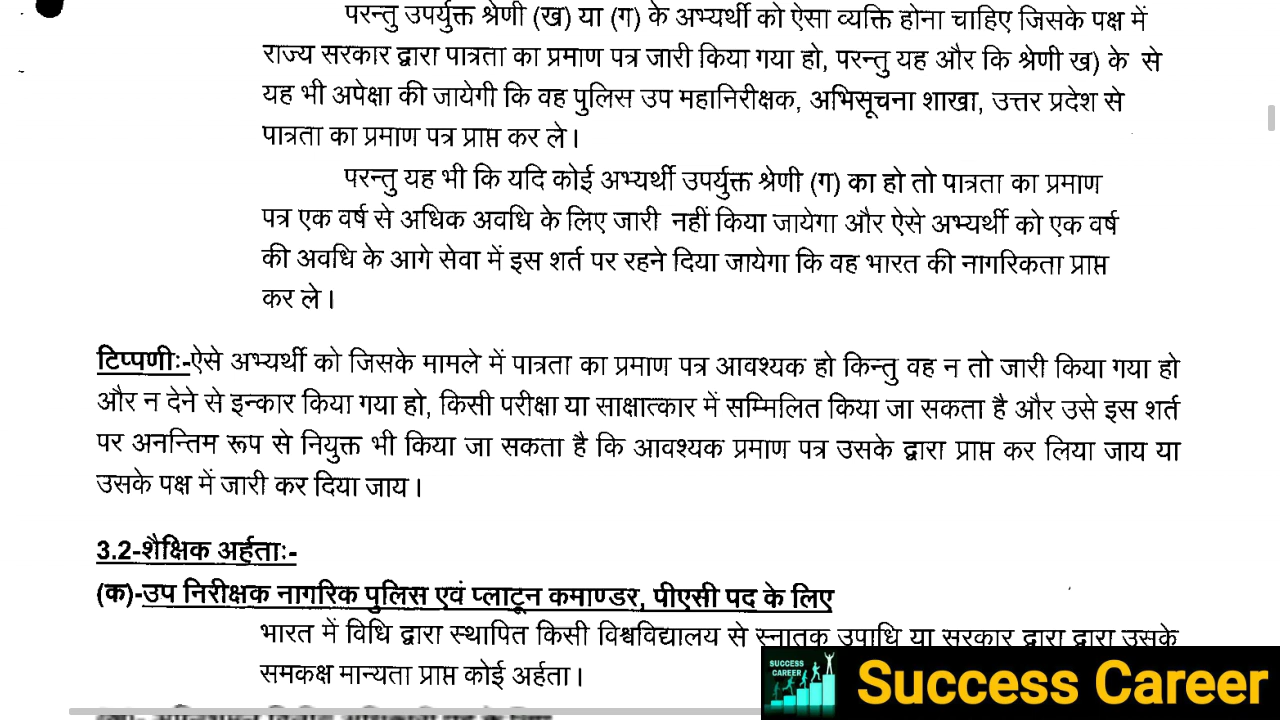 परन्तु उपर्युक्त श्रेणी (ख) या (ग) के अभ्यर्थी को ऐसा व्यक्ति होना चाहिए जिसके पक्ष में
राज्य सरकार द्वारा पात्रता का प्रमाण पत्र जारी किया गया हो, परन्तु यह और कि श्रेणी ख) के से
यह भी अपेक्षा की जायेगी कि वह पुलिस उप महानिरीक्षक, अभिसूचना शाखा, उत्तर प्रदेश से
पात्रता का प्रमाण पत्र प्राप्त कर ले।
परन्तु यह भी कि यदि कोई अभ्यर्थी उपर्युक्त श्रेणी (ग) का हो तो पात्रता का प्रमाण
पत्र एक वर्ष से अधिक अवधि के लिए जारी नहीं किया जायेगा और ऐसे अभ्यर्थी को एक वर्ष
की अवधि के आगे सेवा में इस शर्त पर रहने दिया जायेगा कि वह भारत की नागरिकता प्राप्त
कर ले।
टिप्पणीः-ऐसे अभ्यर्थी को जिसके मामले में पात्रता का प्रमाण पत्र आवश्यक हो किन्तु वह न तो जारी किया गया हो
और न देने से इन्कार किया गया हो, किसी परीक्षा या साक्षात्कार में सम्मिलित किया जा सकता है और उसे इस शर्त
पर अनन्तिम रूप से नियुक्त भी किया जा सकता है कि आवश्यक प्रमाण पत्र उसके द्वारा प्राप्त कर लिया जाय या
उसके पक्ष में जारी कर दिया जाय।
3.2-शैक्षिक अर्हताः-
(क)-उप निरीक्षक नागरिक पुलिस एवं प्लाटून कमाण्डर, पीएसी पद के लिए
भारत में विधि द्वारा स्थापित किसी विश्वविद्यालय से स्नातक उपाधि या सरकार द्वारा द्वारा उसके
समकक्ष मान्यता प्राप्त कोई अर्हता।
SUCCESS
CAREER
Success Career